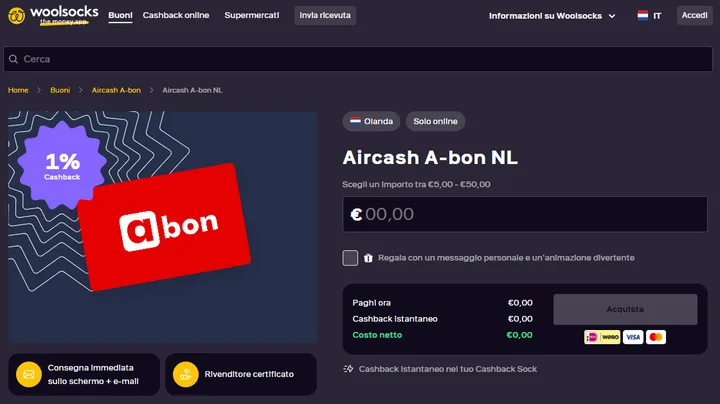 woolsocks
the money app
Buoni
Cashback online
Supermercati
Invia ricevuta
Informazioni su Woolsocks
IT
Accedi
Cerca
Home > Buoni > Aircash A-bon > Aircash A-bon NL
1%
Cashback
abon
Olanda
Solo online
Aircash A-bon NL
Scegli un importo tra €5,00 - €50,00
€ 00,00
Regala con un messaggio personale e un'animazione divertente
Paghi ora €0,00
Cashback istantaneo €0,00
Costo netto €0,00
Acquista
iD wero VISA
Cashback istantaneo nel tuo Cashback Sock
Consegna immediata
sullo schermo + e-mail
Rivenditore certificato